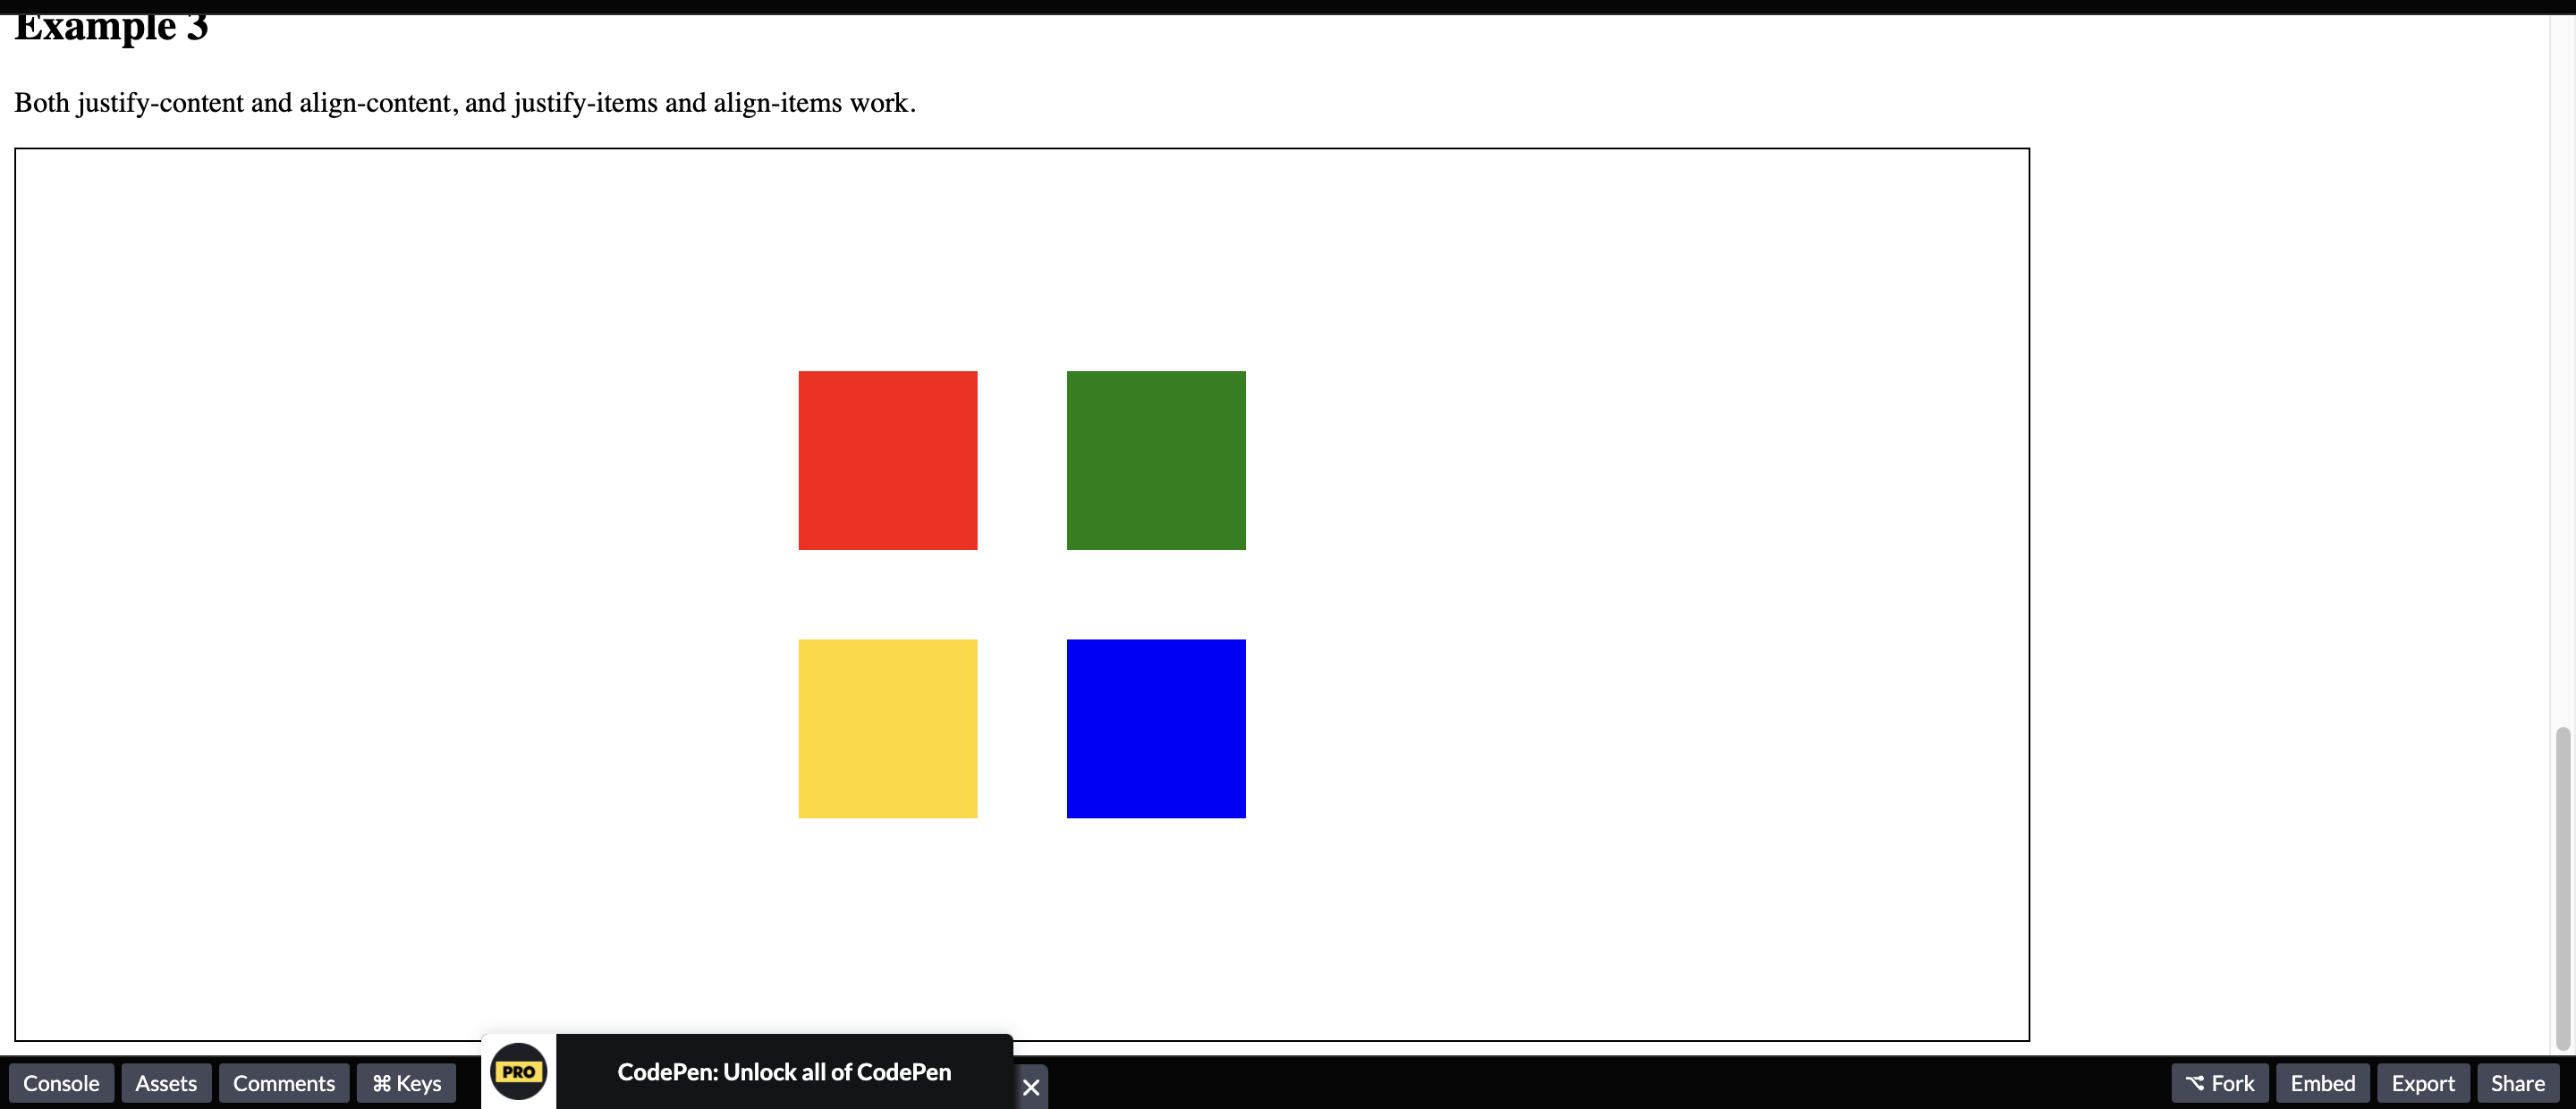 Example 3
Both justify-content and align-content, and justify-items and align-items work.
Console Assets Comments ⌘ Keys PRO CodePen: Unlock all of CodePen × Fork Embed Export Share